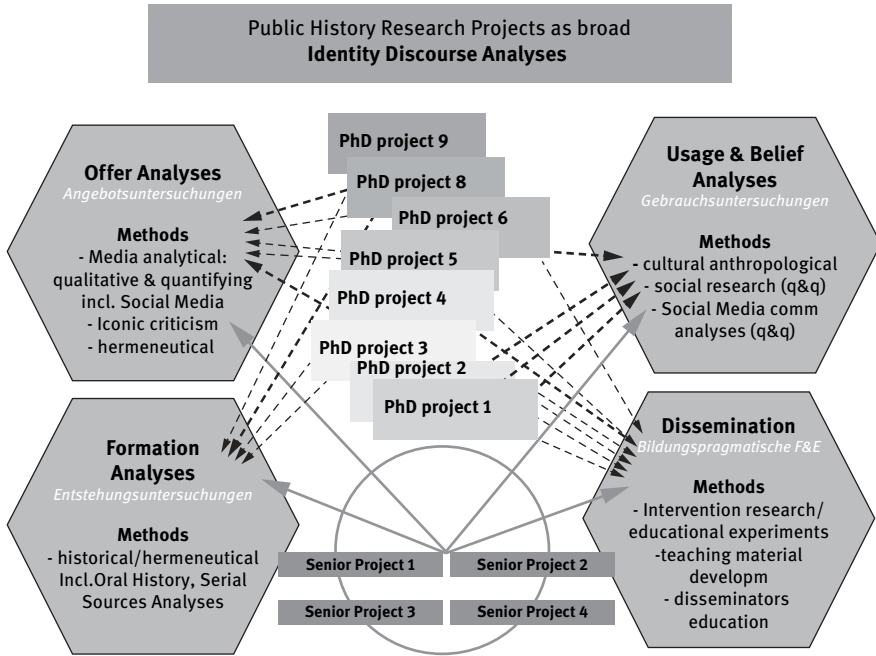 Public History Research Projects as broad
Identity Discourse Analyses
Offer Analyses
Angebotsuntersuchungen
Methods
- Media analytical:
qualitative & quantifying
incl. Social Media
- Iconic criticism
- hermeneutical
PhD project 9
PhD project 8
PhD project 6
PhD project 5
PhD project 4
PhD project 3
PhD project 2
PhD project 1
Usage & Belief
Analyses
Gebrauchsuntersuchungen
Methods
- cultural anthropological
- social research (q&q)
- Social Media comm
analyses (q&q)
Formation
Analyses
Entstehungsuntersuchungen
Methods
- historical/hermeneutical
Incl.Oral History, Serial
Sources Analyses
Senior Project 1
Senior Project 2
Senior Project 3
Senior Project 4
Dissemination
Bildungspragmatische F&E
Methods
- Intervention research/
educational experiments
-teaching material
developm
- disseminators
education